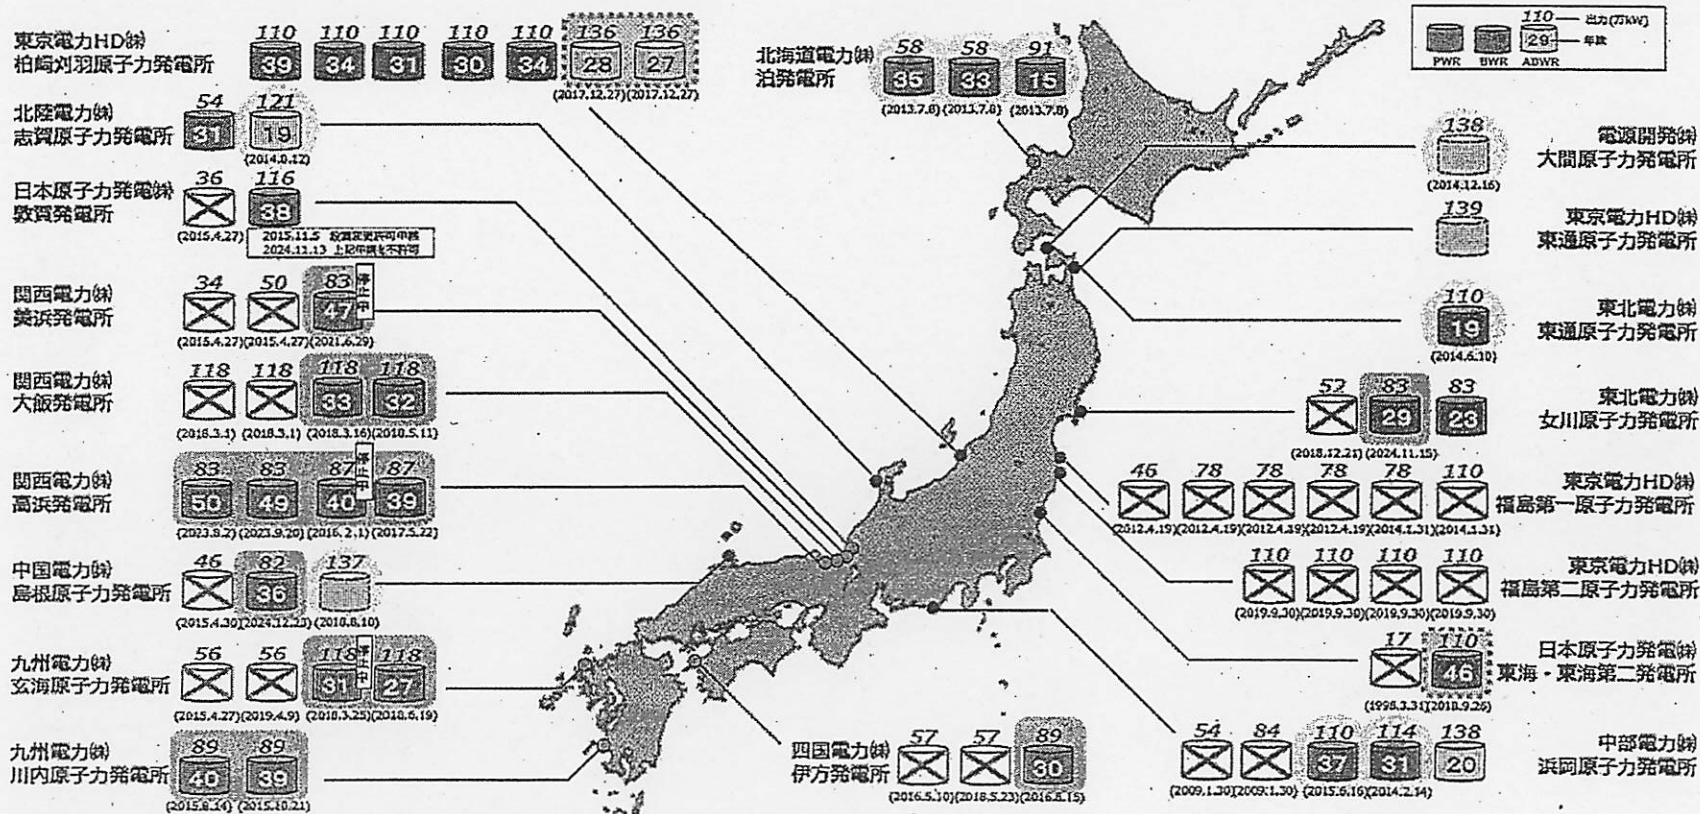 東京電力HD㈱
柏崎刈羽原子力発電所
110 110 110 110 110 136 136
39 34 31 30 34 28 27
(2017.12.27) (2017.12.27)
北陸電力㈱
志賀原子力発電所
54 121
31 19
日本原子力発電㈱
敦賀発電所
36 116
38
(2015.4.27)
2015.11.5
2024.11.13
関西電力㈱
美浜発電所
34 50 83
47
停止中
(2015.4.27) (2015.4.27) (2021.6.29)
関西電力㈱
大飯発電所
118 118 118 118
33 32
(2018.3.1) (2018.3.1) (2018.3.16) (2018.5.11)
関西電力㈱
高浜発電所
83 83 87 87
50 49 40 39
停止中
(2023.8.2) (2023.9.20) (2016.2.1) (2017.5.22)
中国電力㈱
島根原子力発電所
46 82 137
36
(2015.4.30) (2024.12.23) (2018.8.10)
九州電力㈱
玄海原子力発電所
56 56 118 118
31 27
停止中
(2015.4.27) (2019.4.9) (2018.3.25) (2018.6.19)
九州電力㈱
川内原子力発電所
89 89
40 39
(2015.8.14) (2015.10.21)
北海道電力㈱
泊発電所
58 58 91
35 33 15
(2013.7.8) (2013.7.8) (2013.7.8)
四国電力㈱
伊方発電所
57 57 89
30
(2016.5.10) (2018.5.23) (2016.8.15)
110 出力(万kW)
29 年数
PWR BWR ABWR
138
電源開発㈱
大間原子力発電所
(2014.12.16)
139
東京電力HD㈱
東通原子力発電所
110
19
東北電力㈱
東通原子力発電所
(2014.6.10)
52 83 83
29 23
東北電力㈱
女川原子力発電所
(2018.12.21) (2024.11.15)
46 78 78 78 78 110
東京電力HD㈱
福島第一原子力発電所
(2012.4.19) (2012.4.19) (2012.4.19) (2012.4.19) (2014.1.31) (2014.1.31)
110 110 110 110
東京電力HD㈱
福島第二原子力発電所
(2019.9.30) (2019.9.30) (2019.9.30) (2019.9.30)
17 110
46
日本原子力発電㈱
東海・東海第二発電所
(1998.3.31) (2018.9.26)
54 84 110 114 138
37 31 20
中部電力㈱
浜岡原子力発電所
(2009.1.30) (2009.1.30) (2015.6.16) (2014.2.14)